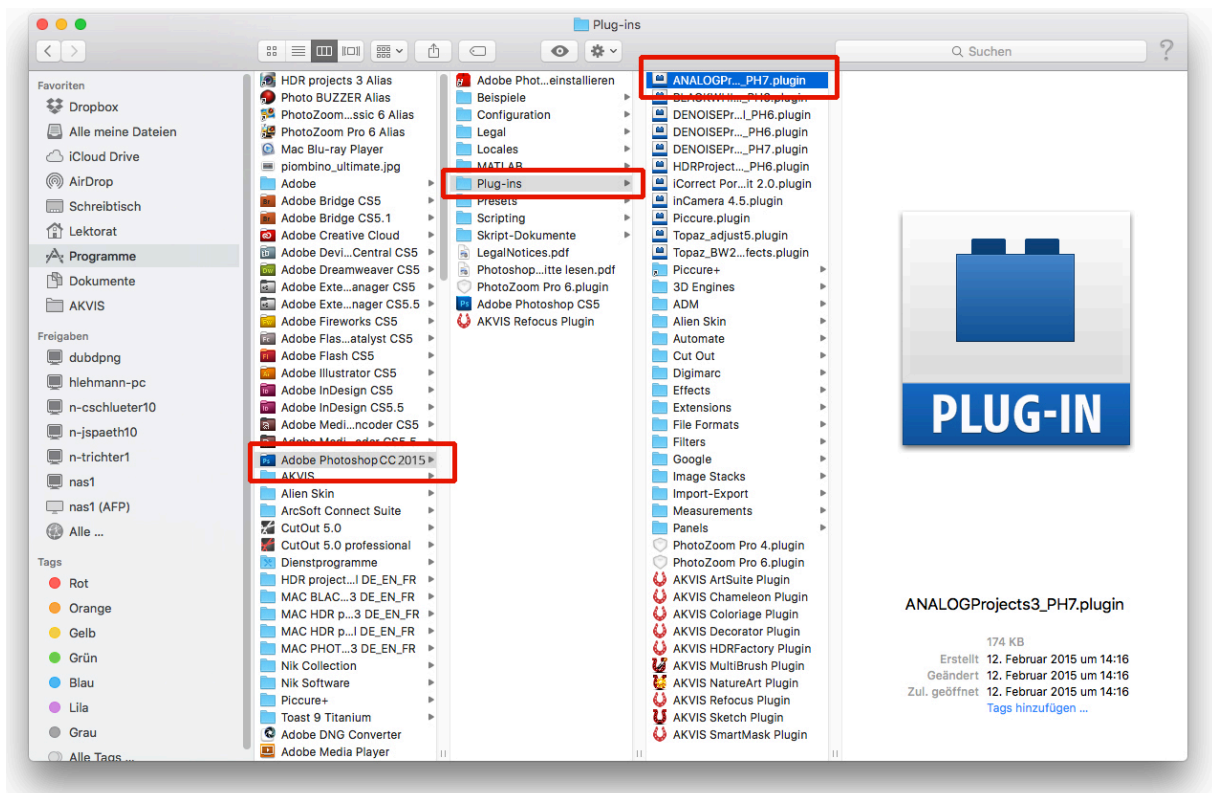 Plug-ins
Suchen
?
Favoriten
Dropbox
Alle meine Dateien
iCloud Drive
AirDrop
Schreibtisch
Lektorat
Programme
Dokumente
AKVIS
Freigaben
dubdpng
hlehmann-pc
n-cschlueter10
n-jspaeth10
n-trichter1
nas1
nas1 (AFP)
Alle ...
Tags
Rot
Orange
Gelb
Grün
Blau
Lila
Grau
Alle Tags ...
HDR projects 3 Alias
Photo BUZZER Alias
PhotoZoom...ssic 6 Alias
PhotoZoom Pro 6 Alias
Mac Blu-ray Player
piombino_ultimate.jpg
Adobe
Adobe Bridge CS5
Adobe Bridge CS5.1
Adobe Creative Cloud
Adobe Devi...Central CS5
Adobe Dreamweaver CS5
Adobe Exte...anager CS5
Adobe Exte...nager CS5.5
Adobe Fireworks CS5
Adobe Flas...atalyst CS5
Adobe Flash CS5
Adobe Illustrator CS5
Adobe InDesign CS5
Adobe InDesign CS5.5
Adobe Medi...ncoder CS5
Adobe Medi...oder CS5.5
Adobe Photoshop CC 2015
AKVIS
Alien Skin
ArcSoft Connect Suite
CutOut 5.0
CutOut 5.0 professional
Dienstprogramme
HDR project...l DE_EN_FR
MAC BLAC...3 DE_EN_FR
MAC HDR p...3 DE_EN_FR
MAC HDR p...l DE_EN_FR
MAC PHOT...3 DE_EN_FR
Nik Collection
Nik Software
Piccure+
Toast 9 Titanium
Adobe DNG Converter
Adobe Media Player
Adobe Phot...einstallieren
Beispiele
Configuration
Legal
Locales
MATLAB
Plug-ins
Presets
Scripting
Skript-Dokumente
LegalNotices.pdf
Photoshop...itte lesen.pdf
PhotoZoom Pro 6.plugin
Adobe Photoshop CS5
AKVIS Refocus Plugin
ANALOGPr..._PH7.plugin
DENOISEPr...l_PH6.plugin
DENOISEPr..._PH6.plugin
DENOISEPr..._PH7.plugin
HDRProject..._PH6.plugin
iCorrect Por...it 2.0.plugin
inCamera 4.5.plugin
Piccure.plugin
Topaz_adjust5.plugin
Topaz_BW2...fects.plugin
Piccure+
3D Engines
ADM
Alien Skin
Automate
Cut Out
Digimarc
Effects
Extensions
File Formats
Filters
Google
Image Stacks
Import-Export
Measurements
Panels
PhotoZoom Pro 4.plugin
PhotoZoom Pro 6.plugin
AKVIS ArtSuite Plugin
AKVIS Chameleon Plugin
AKVIS Coloriage Plugin
AKVIS Decorator Plugin
AKVIS HDRFactory Plugin
AKVIS MultiBrush Plugin
AKVIS NatureArt Plugin
AKVIS Refocus Plugin
AKVIS Sketch Plugin
AKVIS SmartMask Plugin
PLUG-IN
ANALOGProjects3_PH7.plugin
174 KB
Erstellt 12. Februar 2015 um 14:16
Geändert 12. Februar 2015 um 14:16
Zul. geöffnet 12. Februar 2015 um 14:16
Tags hinzufügen ...